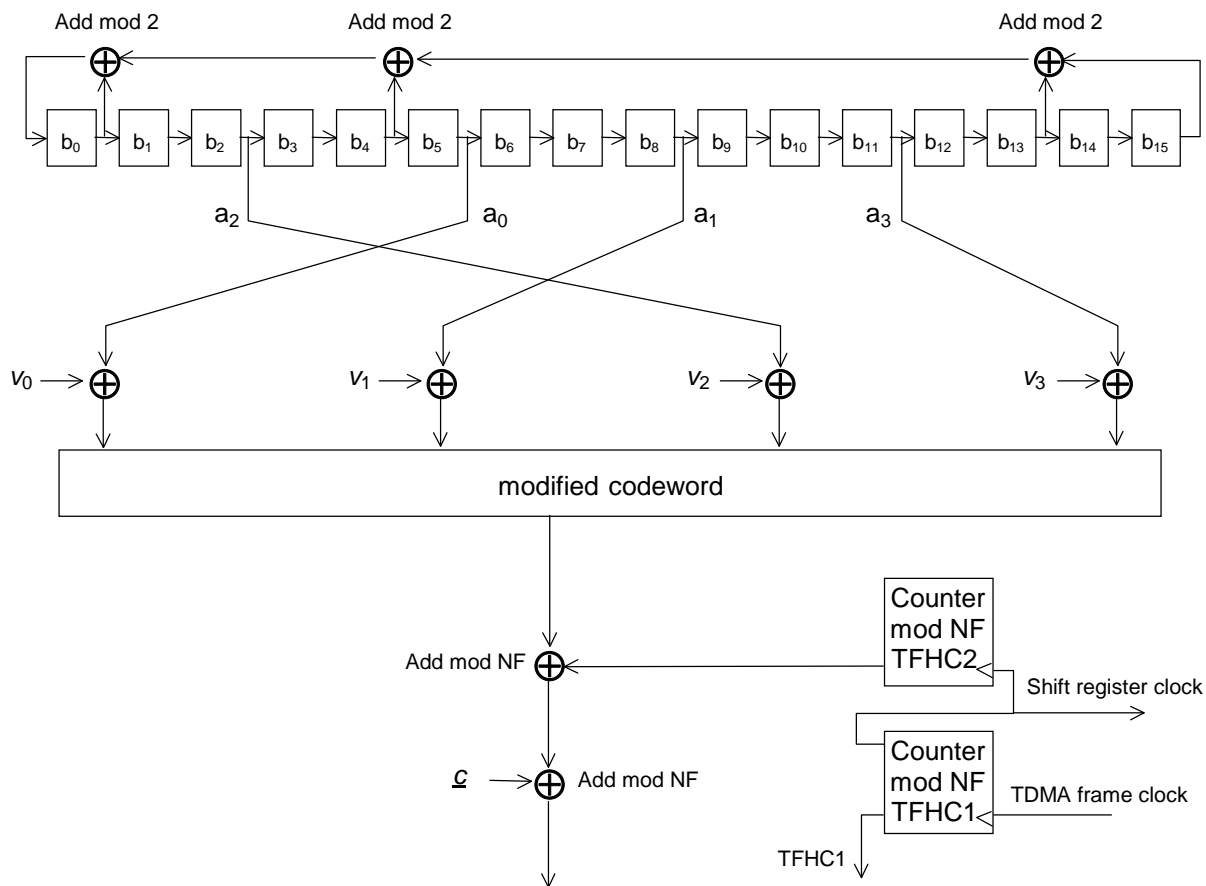 Add mod 2
Add mod 2
Add mod 2
b₀ b₁ b₂ b₃ b₄ b₅ b₆ b₇ b₈ b₉ b₁₀ b₁₁ b₁₂ b₁₃ b₁₄ b₁₅
a₂ a₀ a₁ a₃
v₀ v₁ v₂ v₃
modified codeword
Counter
mod NF
TFHC2
Add mod NF
Shift register clock
Counter
mod NF
TFHC1
c
Add mod NF
TDMA frame clock
TFHC1